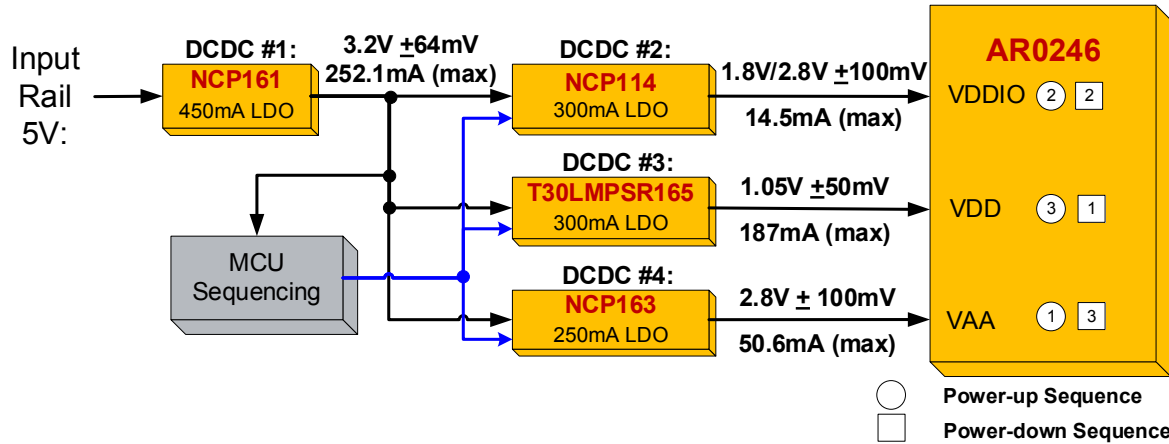 Input
Rail
5V:
DCDC #1:
NCP161
450mA LDO
3.2V ±64mV
252.1mA (max)
MCU
Sequencing
DCDC #2:
NCP114
300mA LDO
1.8V/2.8V ±100mV
14.5mA (max)
DCDC #3:
T30LMPSR165
300mA LDO
1.05V ±50mV
187mA (max)
DCDC #4:
NCP163
250mA LDO
2.8V ± 100mV
50.6mA (max)
AR0246
VDDIO 2 2
VDD 3 1
VAA 1 3
Power-up Sequence
Power-down Sequence